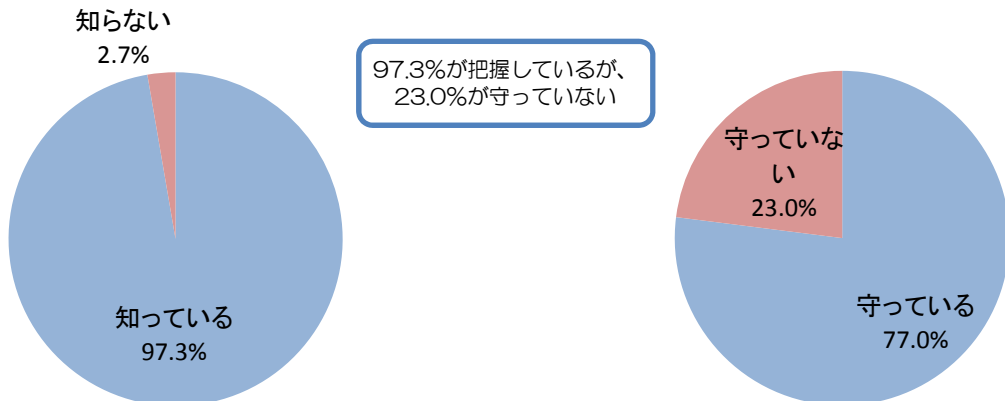 知らない
2.7%
97.3%が把握しているが、
23.0%が守っていない
守っていな
い
23.0%
知っている
97.3%
守っている
77.0%